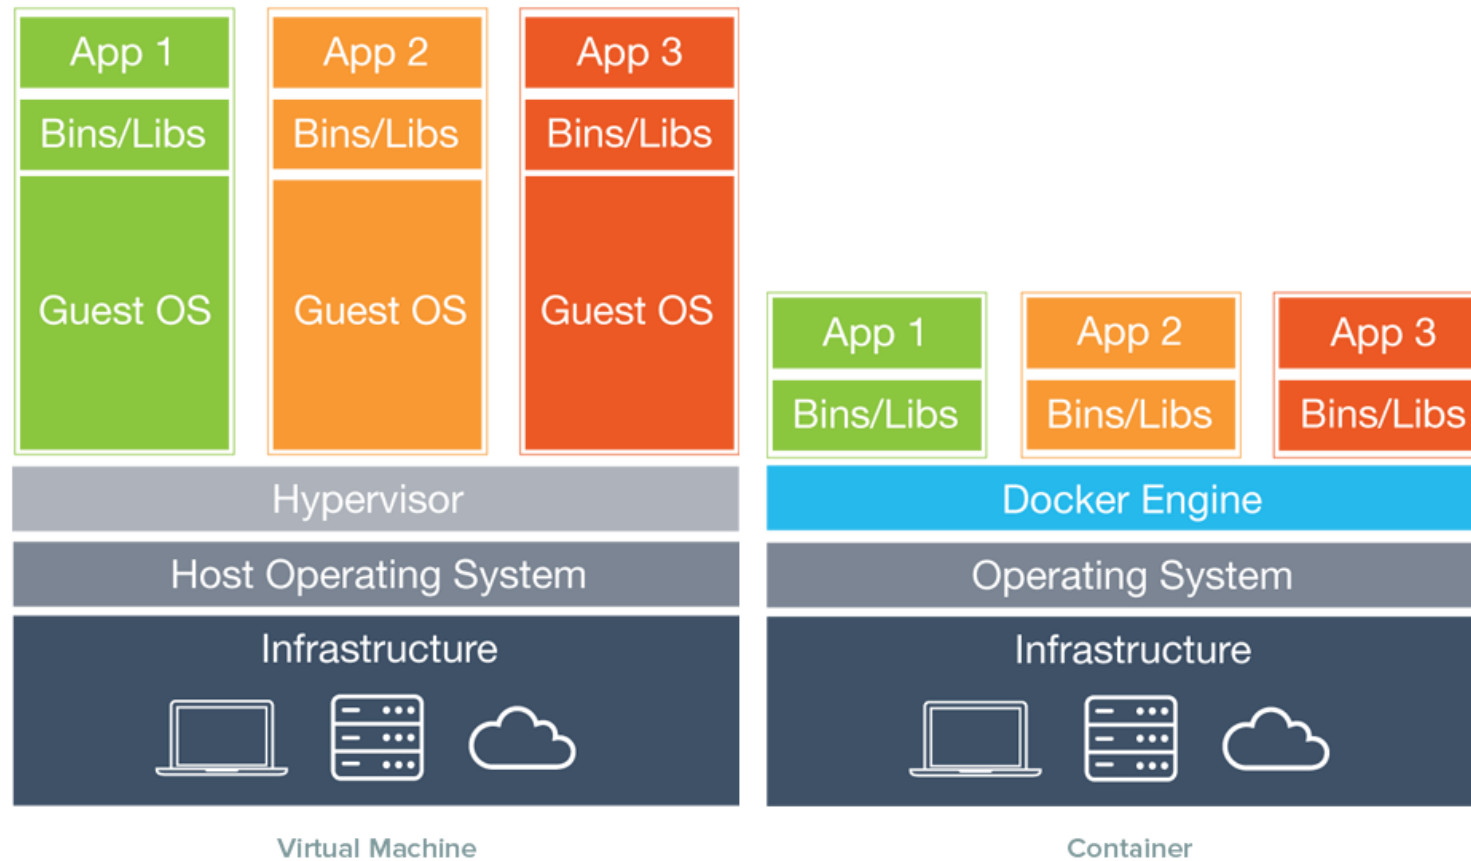 App 1
Bins/Libs
Guest OS
App 2
Bins/Libs
Guest OS
App 3
Bins/Libs
Guest OS
Hypervisor
Host Operating System
Infrastructure
Virtual Machine
App 1
Bins/Libs
App 2
Bins/Libs
App 3
Bins/Libs
Docker Engine
Operating System
Infrastructure
Container